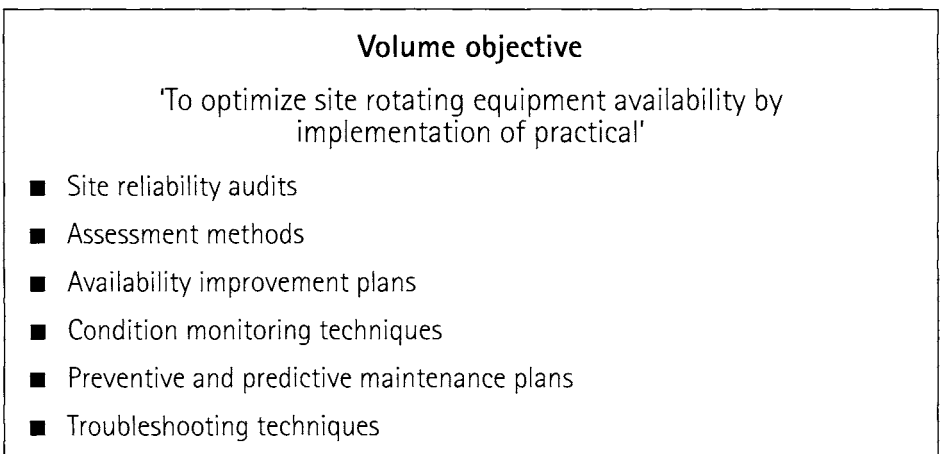 Volume objective
'To optimize site rotating equipment availability by
implementation of practical'
■ Site reliability audits
■ Assessment methods
■ Availability improvement plans
■ Condition monitoring techniques
■ Preventive and predictive maintenance plans
■ Troubleshooting techniques